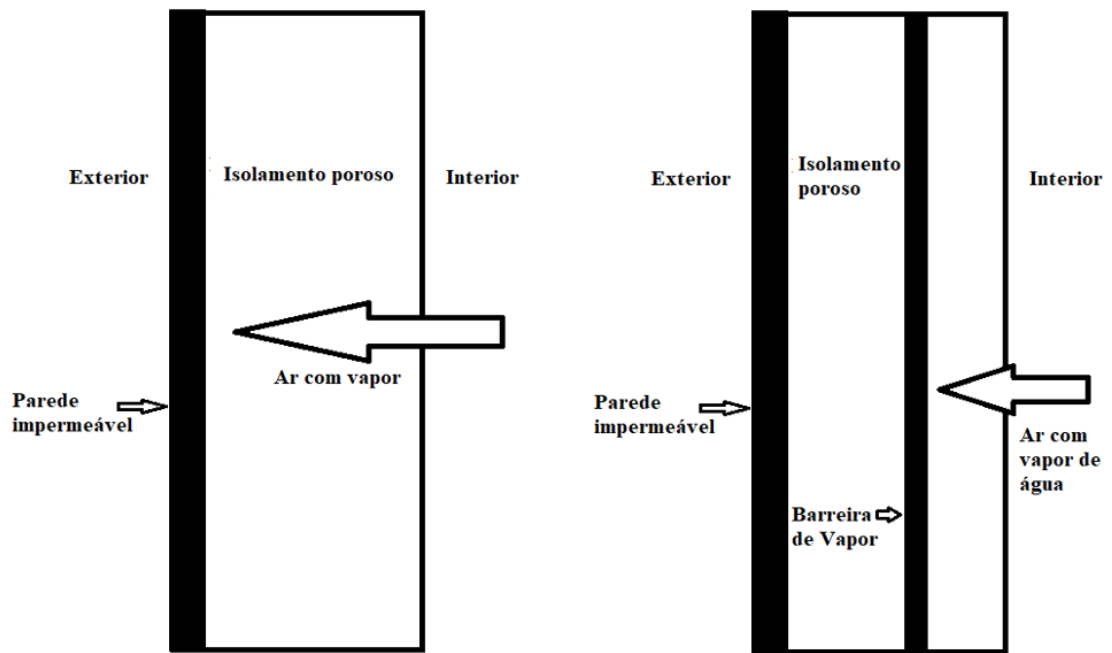 Exterior
Isolamento poroso
Interior
Ar com vapor
Parede
impermeável
Exterior
Isolamento
poroso
Interior
Parede
impermeável
Ar com
vapor de
água
Barreira
de Vapor